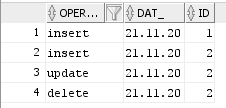 OPER... DAT_ ID
1 insert 21.11.20 1
2 insert 21.11.20 2
3 update 21.11.20 2
4 delete 21.11.20 2